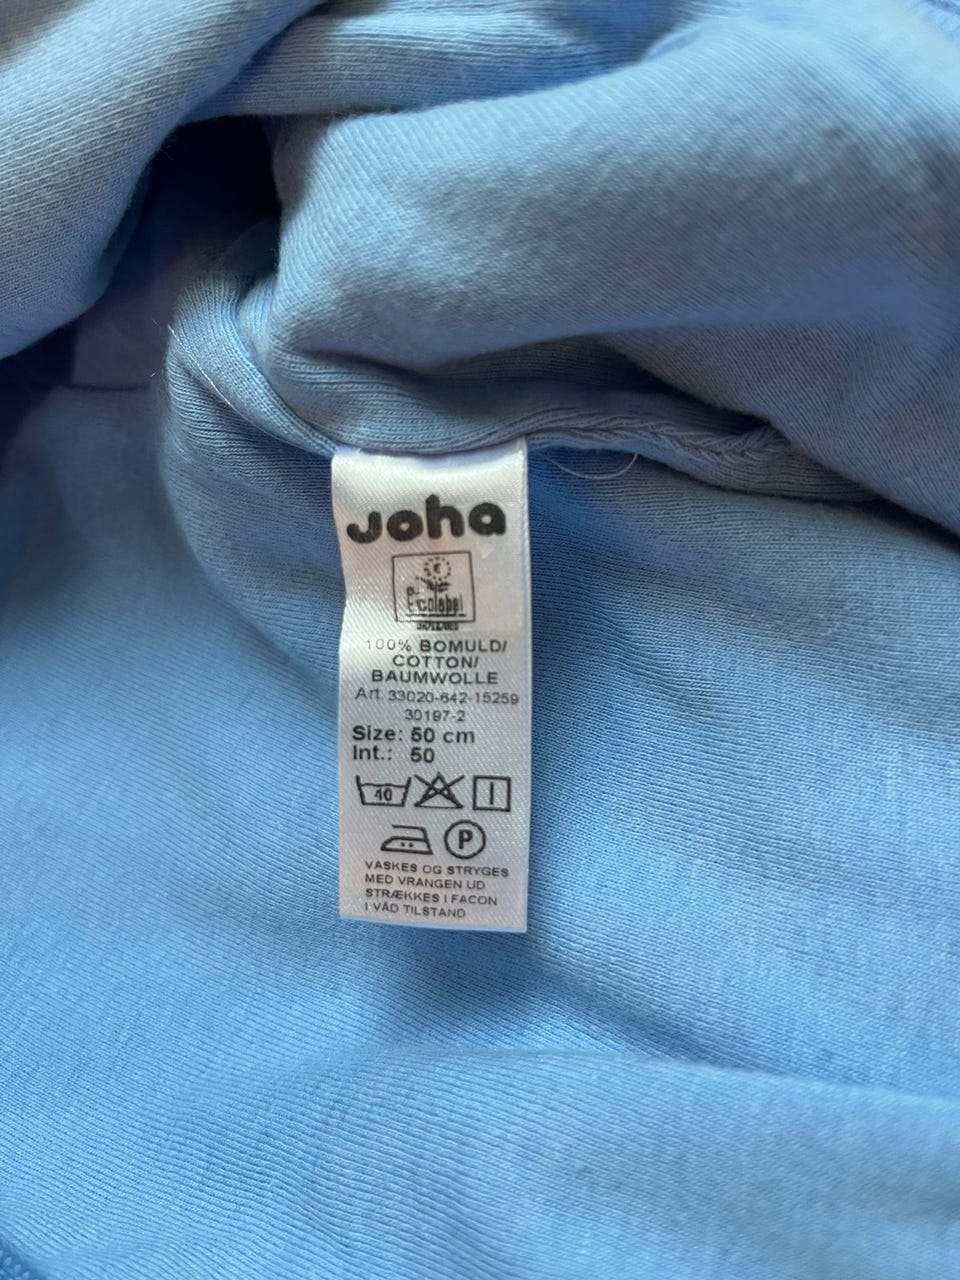 Joha
Ecolabel
100% BOMULD/
COTTON/
BAUMWOLLE
Art. 33020-642-15259
30197-2
Size: 50 cm
Int.: 50
40
P
VASKES OG STRYGES
MED VRANGEN UD
STRÆKKES I FACON
I VÅD TILSTAND